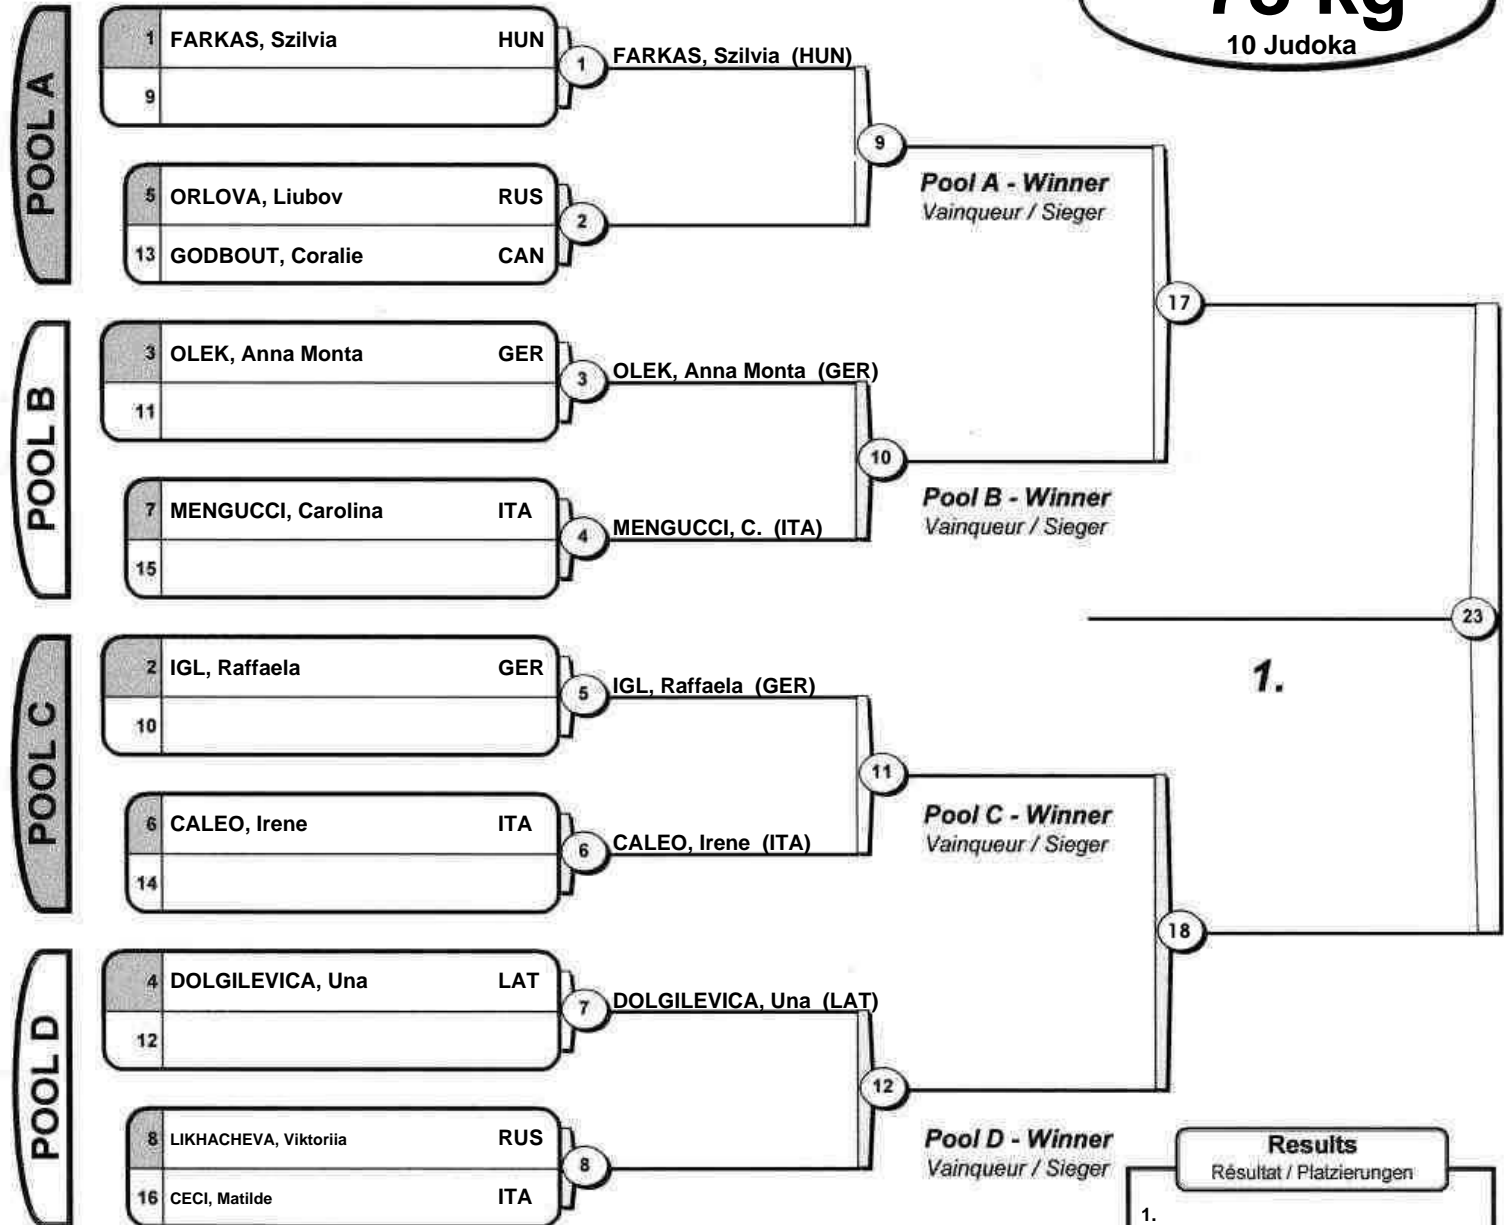 78 kg
10 Judoka
POOL A
1 FARKAS, Szilvia HUN
9
1
FARKAS, Szilvia (HUN)
5 ORLOVA, Liubov RUS
13 GODBOUT, Coralie CAN
2
9
Pool A - Winner
Vainqueur / Sieger
POOL B
3 OLEK, Anna Monta GER
11
3
OLEK, Anna Monta (GER)
7 MENGUCCI, Carolina ITA
15
4
MENGUCCI, C. (ITA)
10
Pool B - Winner
Vainqueur / Sieger
17
POOL C
2 IGL, Raffaela GER
10
5
IGL, Raffaela (GER)
6 CALEO, Irene ITA
14
6
CALEO, Irene (ITA)
11
Pool C - Winner
Vainqueur / Sieger
POOL D
4 DOLGILEVICA, Una LAT
12
7
DOLGILEVICA, Una (LAT)
8 LIKHACHEVA, Viktoriia RUS
16 CECI, Matilde ITA
8
12
Pool D - Winner
Vainqueur / Sieger
18
23
1.
Results
Résultat / Platzierungen
1.